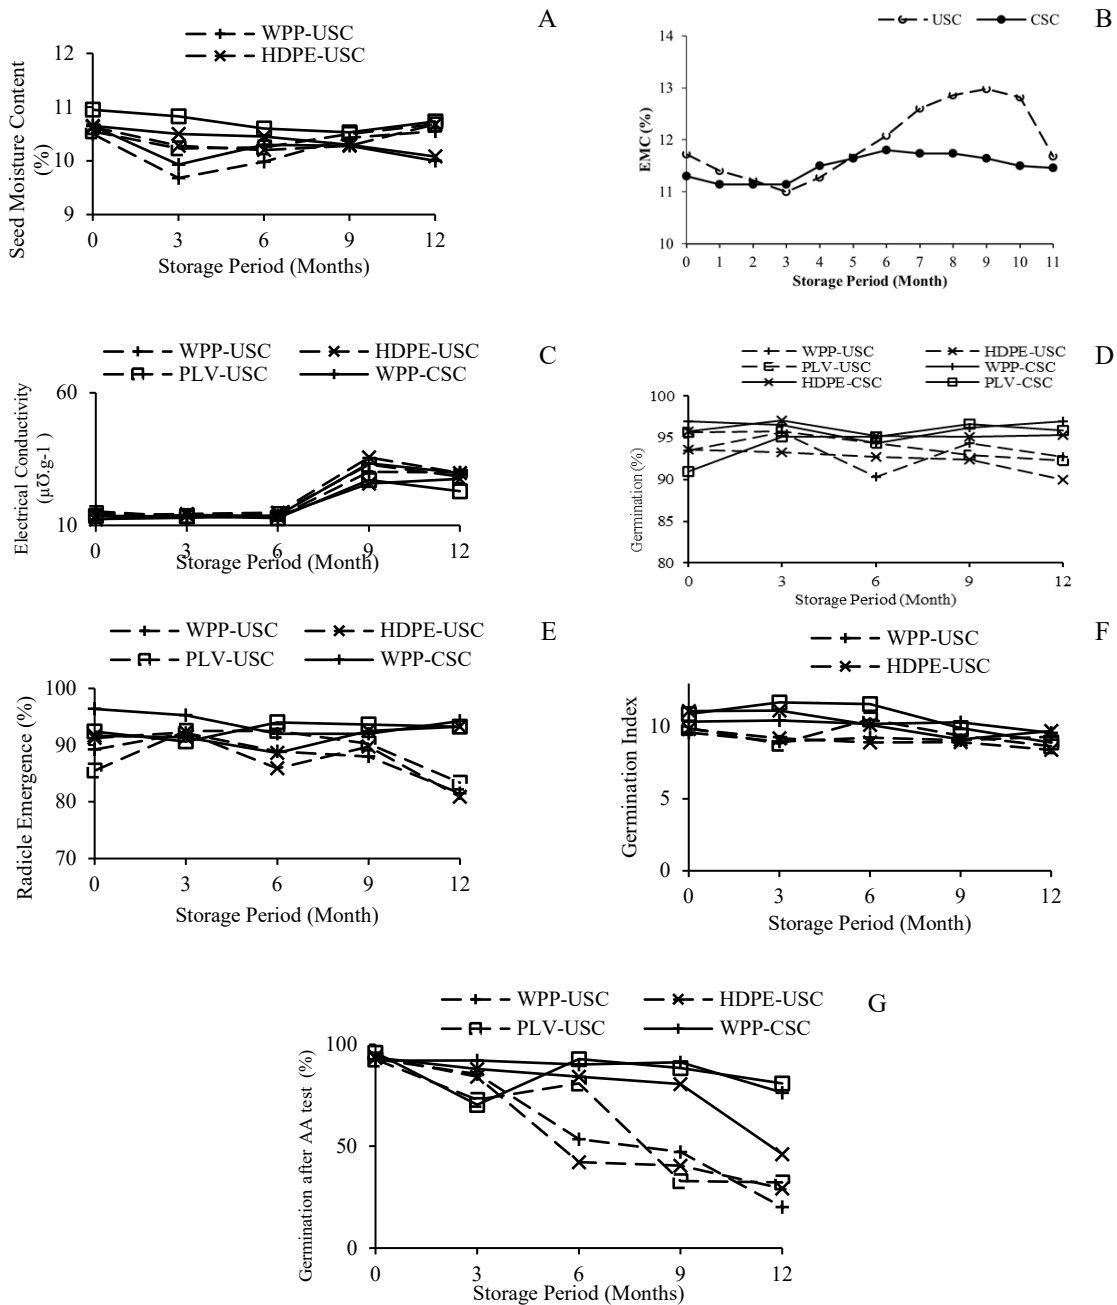 A
WPP-USC
HDPE-USC
12
11
10
9
Seed Moisture Content
(%)
0 3 6 9 12
Storage Period (Months)
B
USC CSC
14
13
12
11
10
EMC (%)
0 1 2 3 4 5 6 7 8 9 10 11
Storage Period (Month)
C
WPP-USC HDPE-USC
PLV-USC WPP-CSC
60
10
Electrical Conductivity
(µ℧.g-1 )
0 3 6 9 12
Storage Period (Month)
D
WPP-USC HDPE-USC
PLV-USC WPP-CSC
HDPE-CSC PLV-CSC
100
95
90
85
80
Germination (%)
0 3 6 9 12
Storage Period (Month)
E
WPP-USC HDPE-USC
PLV-USC WPP-CSC
100
90
80
70
Radicle Emergence (%)
0 3 6 9 12
Storage Period (Month)
F
WPP-USC
HDPE-USC
10
5
0
Germination Index
0 3 6 9 12
Storage Period (Month)
G
WPP-USC HDPE-USC
PLV-USC WPP-CSC
100
50
0
Germination after AA test (%)
0 3 6 9 12
Storage Period (Months)